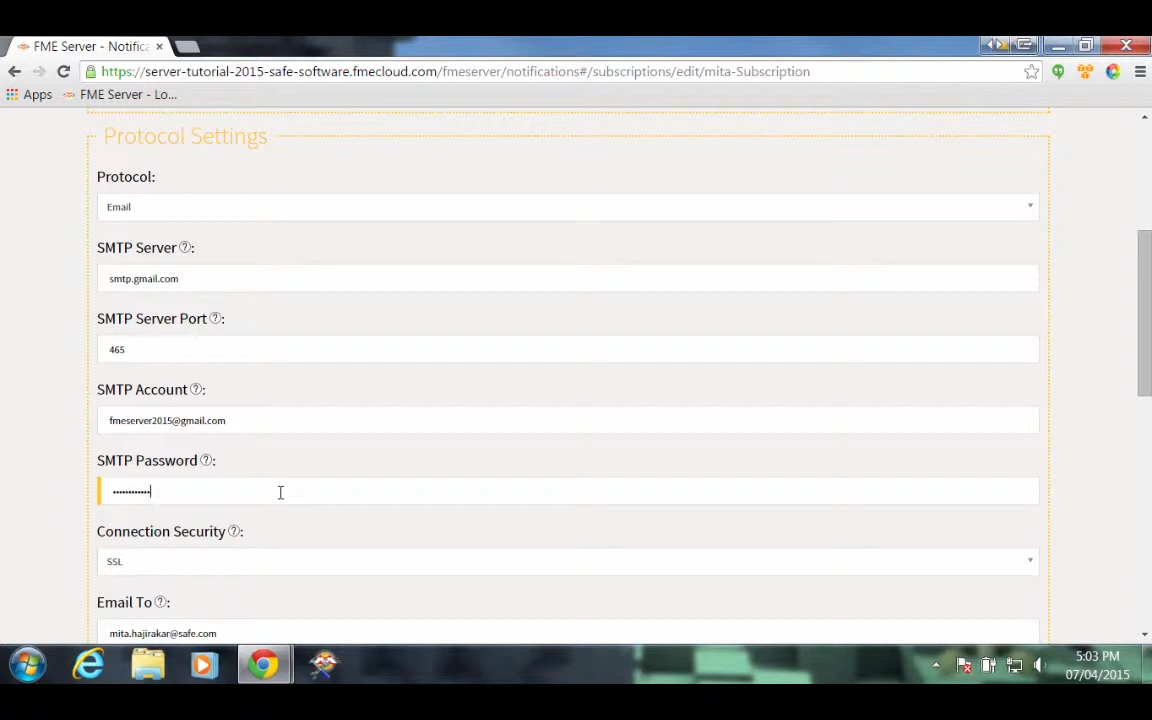 FME Server - Notifica
https://server-tutorial-2015-safe-software.fmecloud.com/fmeserver/notifications#/subscriptions/edit/mita-Subscription
Apps FME Server - Lo...
Protocol Settings
Protocol:
Email
SMTP Server ?:
smtp.gmail.com
SMTP Server Port ?:
465
SMTP Account ?:
fmeserver2015@gmail.com
SMTP Password ?:
••••••••••••
Connection Security ?:
SSL
Email To ?:
mita.hajirakar@safe.com
5:03 PM
07/04/2015